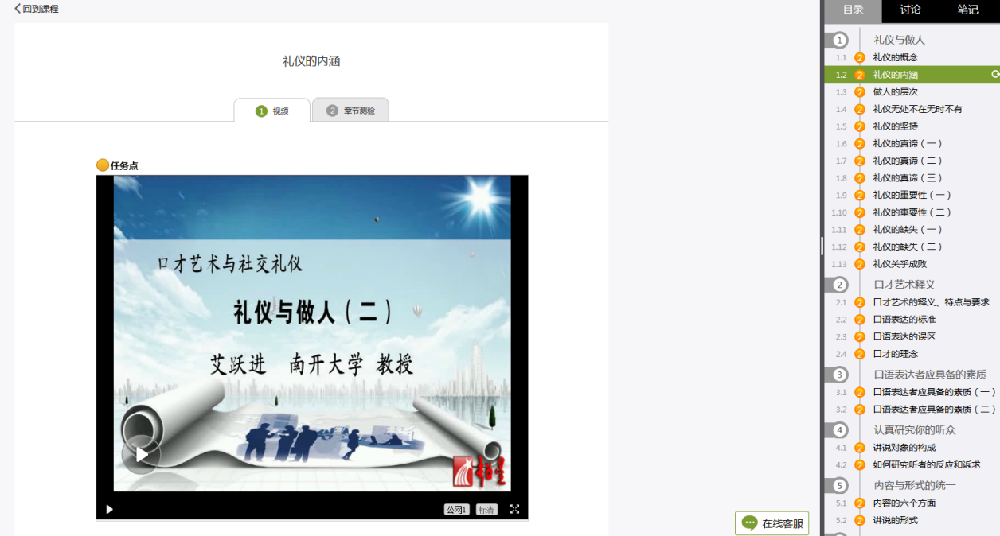 回到课程
礼仪的内涵
1 视频
2 章节测验
任务点
口才艺术与社交礼仪
礼仪与做人(二)
艾跃进 南开大学 教授
公网1 标清
在线客服
目录 讨论 笔记
1 礼仪与做人
1.1 2 礼仪的概念
1.2 2 礼仪的内涵
1.3 2 做人的层次
1.4 2 礼仪无处不在无时不有
1.5 2 礼仪的坚持
1.6 2 礼仪的真谛(一)
1.7 2 礼仪的真谛(二)
1.8 2 礼仪的真谛(三)
1.9 2 礼仪的重要性(一)
1.10 2 礼仪的重要性(二)
1.11 2 礼仪的缺失(一)
1.12 2 礼仪的缺失(二)
1.13 2 礼仪关乎成败
2 口才艺术释义
2.1 2 口才艺术的释义、特点与要求
2.2 2 口语表达的标准
2.3 2 口语表达的误区
2.4 2 口才的理念
3 口语表达者应具备的素质
3.1 2 口语表达者应具备的素质(一)
3.2 2 口语表达者应具备的素质(二)
4 认真研究你的听众
4.1 2 讲说对象的构成
4.2 2 如何研究听者的反应和诉求
5 内容与形式的统一
5.1 2 内容的六个方面
5.2 2 讲说的形式